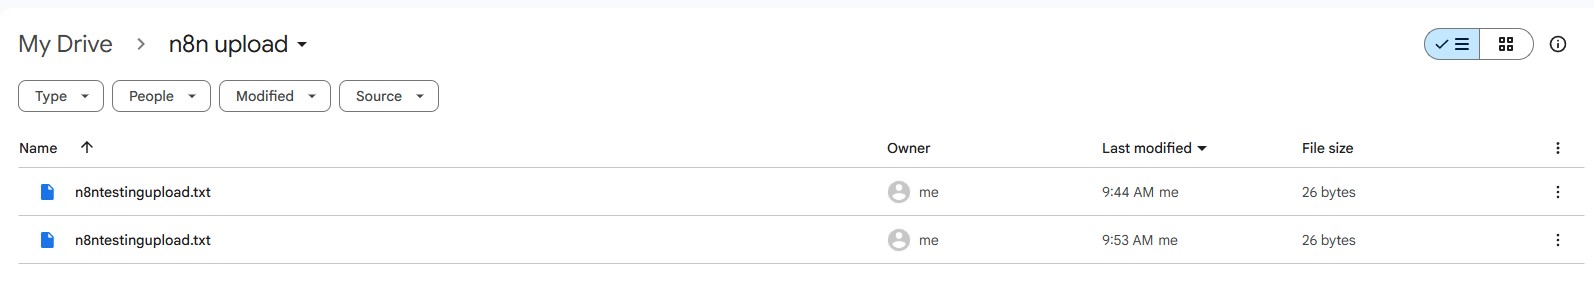 My Drive n8n upload
Type People Modified Source
Name Owner Last modified File size
n8ntestingupload.txt me 9:44 AM me 26 bytes
n8ntestingupload.txt me 9:53 AM me 26 bytes